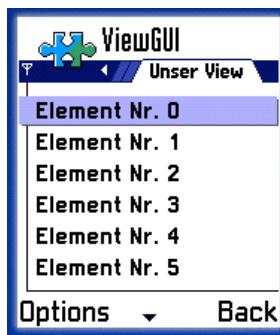 ViewGUI
Unser View
Element Nr. 0
Element Nr. 1
Element Nr. 2
Element Nr. 3
Element Nr. 4
Element Nr. 5
Options Back